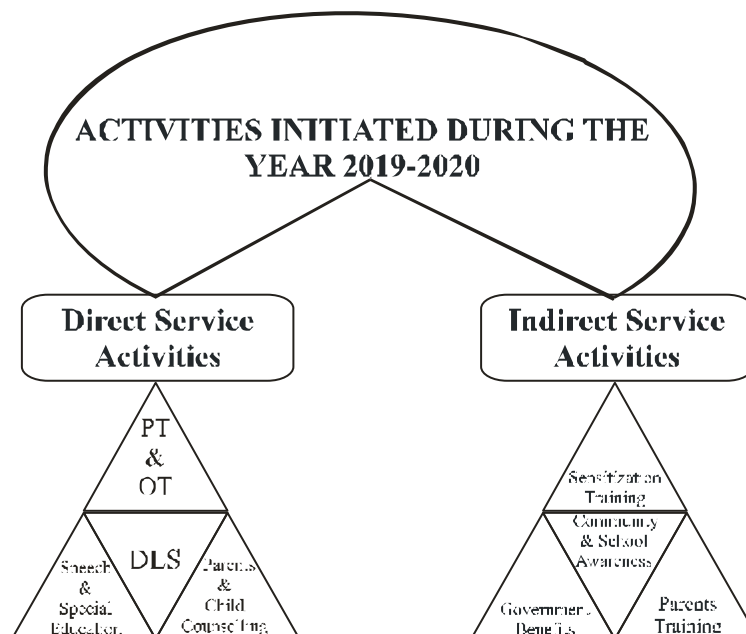 ACTIVITIES INITIATED DURING THE
YEAR 2019-2020
Direct Service
Activities
Indirect Service
Activities
PT
&
OT
DLS
Speech
&
Special
Education
Parents
&
Child
Counselling
Sensitization
Training
Community
& School
Awareness
Government
Benefits
Parents
Training